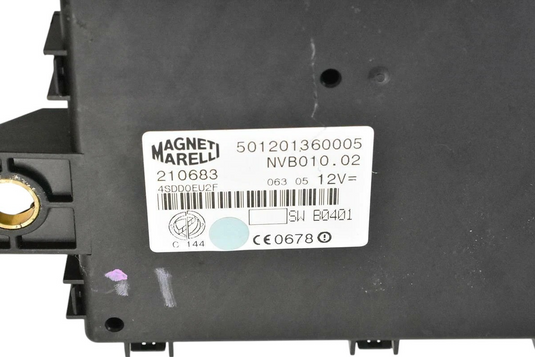 MAGNETI MARELLI
501201360005
NVB010.02
210683
4SDD0EU2F
063 05 12V=
SW B0401
C 144
CE0678